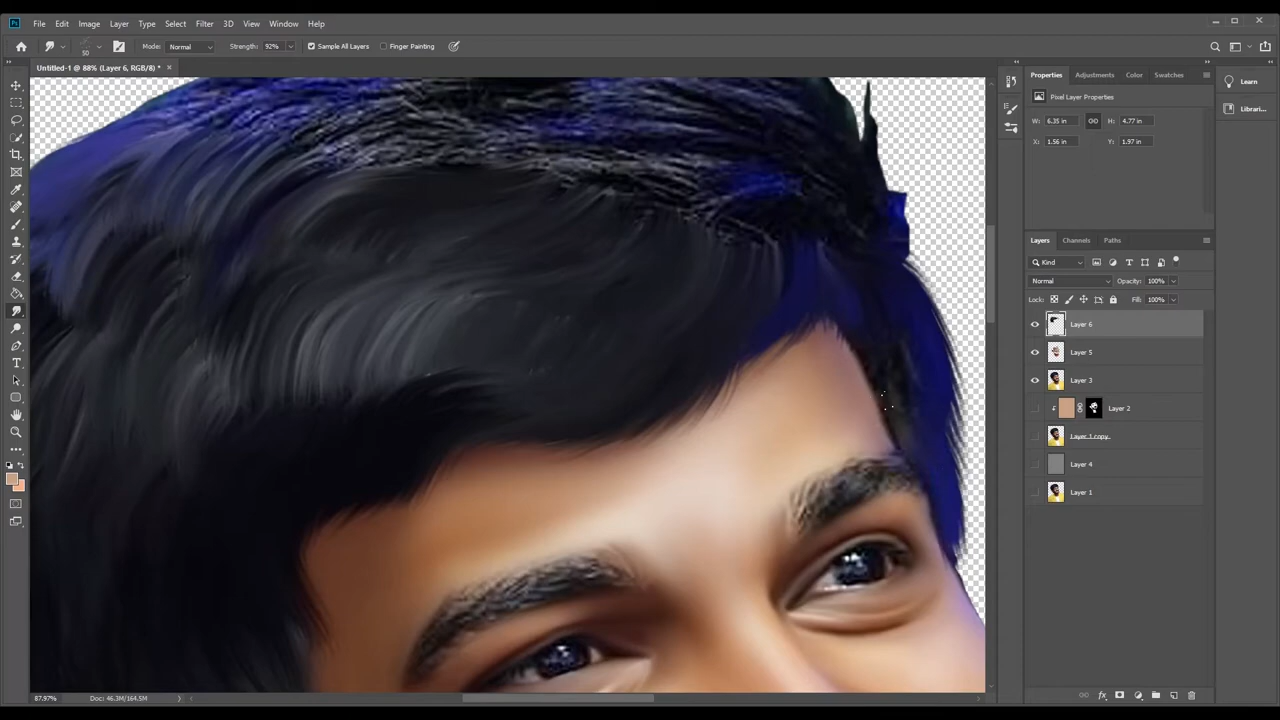 Ps File Edit Image Layer Type Select Filter 3D View Window Help
50 Mode: Normal Strength: 92% Sample All Layers Finger Painting
Untitled-1 @ 88% (Layer 6, RGB/8) *
Properties Adjustments Color Swatches
Learn
Pixel Layer Properties
Librari...
W: 6.35 in H: 4.77 in
X: 1.56 in Y: 1.97 in
Layers Channels Paths
Kind
Normal Opacity: 100%
Lock: Fill: 100%
Layer 6
Layer 5
Layer 3
Layer 2
Layer 1 copy
Layer 4
Layer 1
87.97% Doc: 46.3M/164.5M